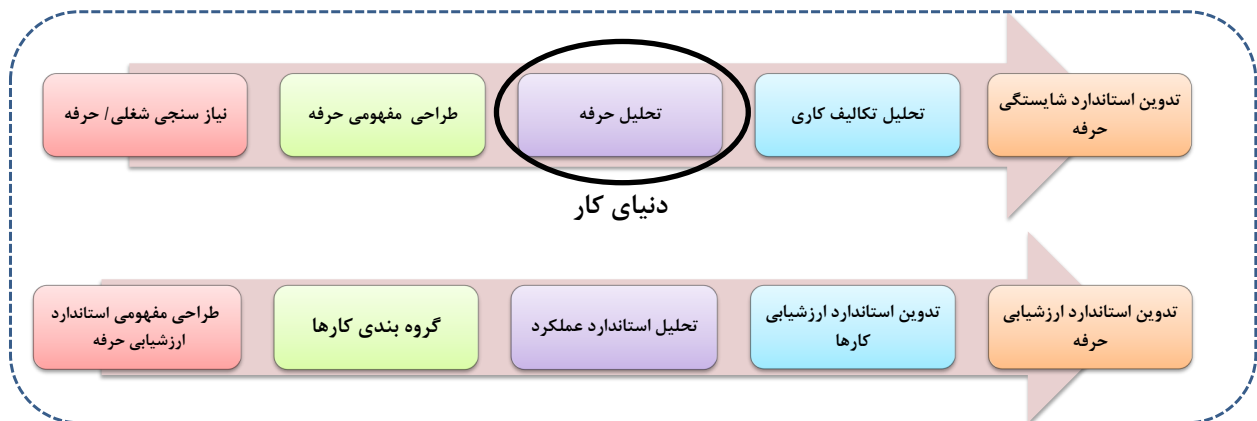 نیاز سنجی شغلی/ حرفه
طراحی مفهومی حرفه
تحلیل حرفه
تحلیل تکالیف کاری
تدوین استاندارد شایستگی
حرفه
دنیای کار
طراحی مفهومی استاندارد
ارزشیابی حرفه
گروه بندی کارها
تحلیل استاندارد عملکرد
تدوین استاندارد ارزشیابی
کارها
تدوین استاندارد ارزشیابی
حرفه